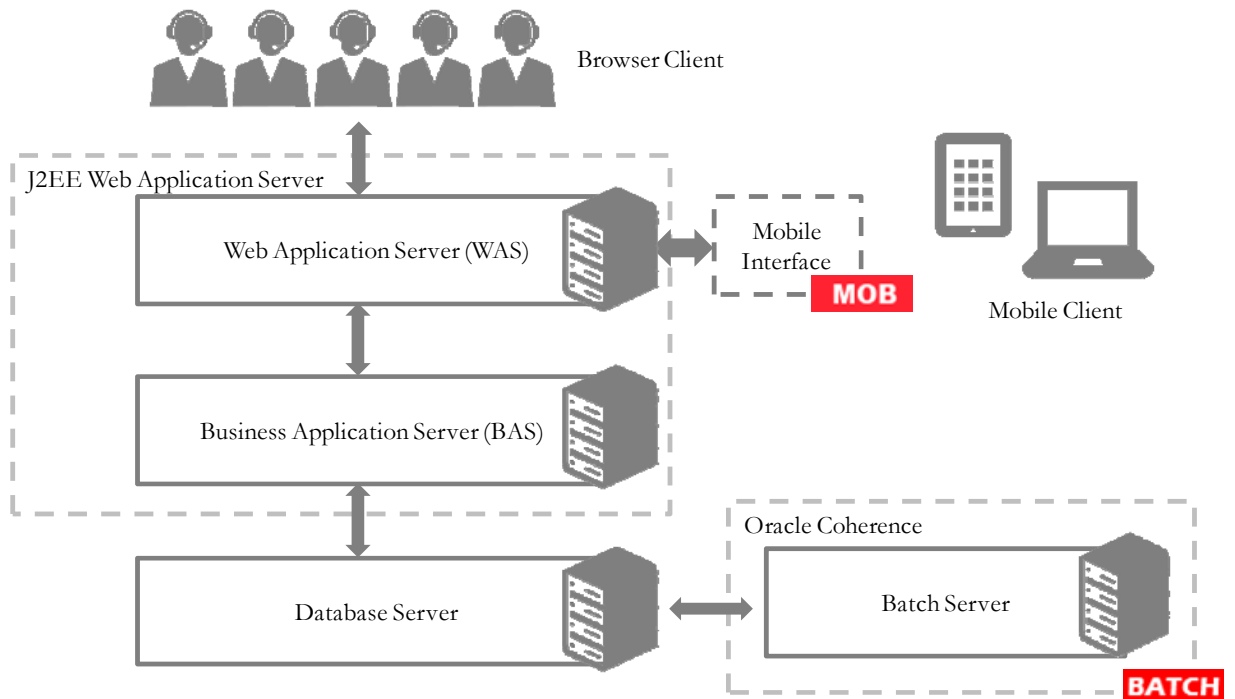 Browser Client
J2EE Web Application Server
Web Application Server (WAS)
Mobile
Interface
MOB
Mobile Client
Business Application Server (BAS)
Oracle Coherence
Database Server
Batch Server
BATCH